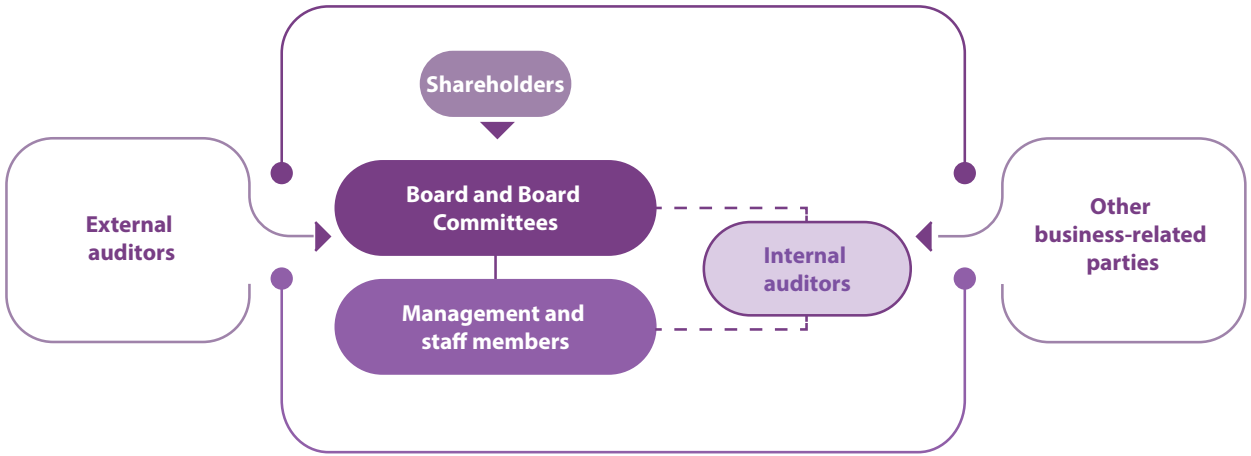 Shareholders
Board and Board
Committees
External
auditors
Other
business-related
parties
Internal
auditors
Management and
staff members